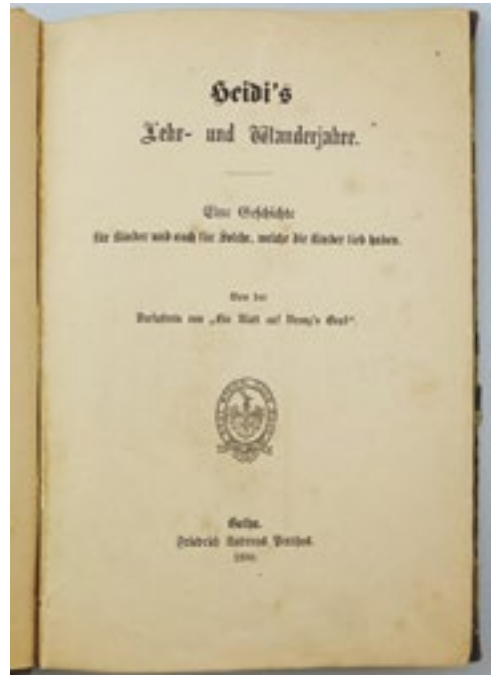 Heidi's
Lehr- und Wanderjahre.
Eine Geschichte
für Kinder und auch für Solche, welche die Kinder lieb haben.
Von der
Verfasserin von „Ein Blatt auf Vrony's Grab“.
Gotha.
Friedrich Andreas Perthes.
1880.